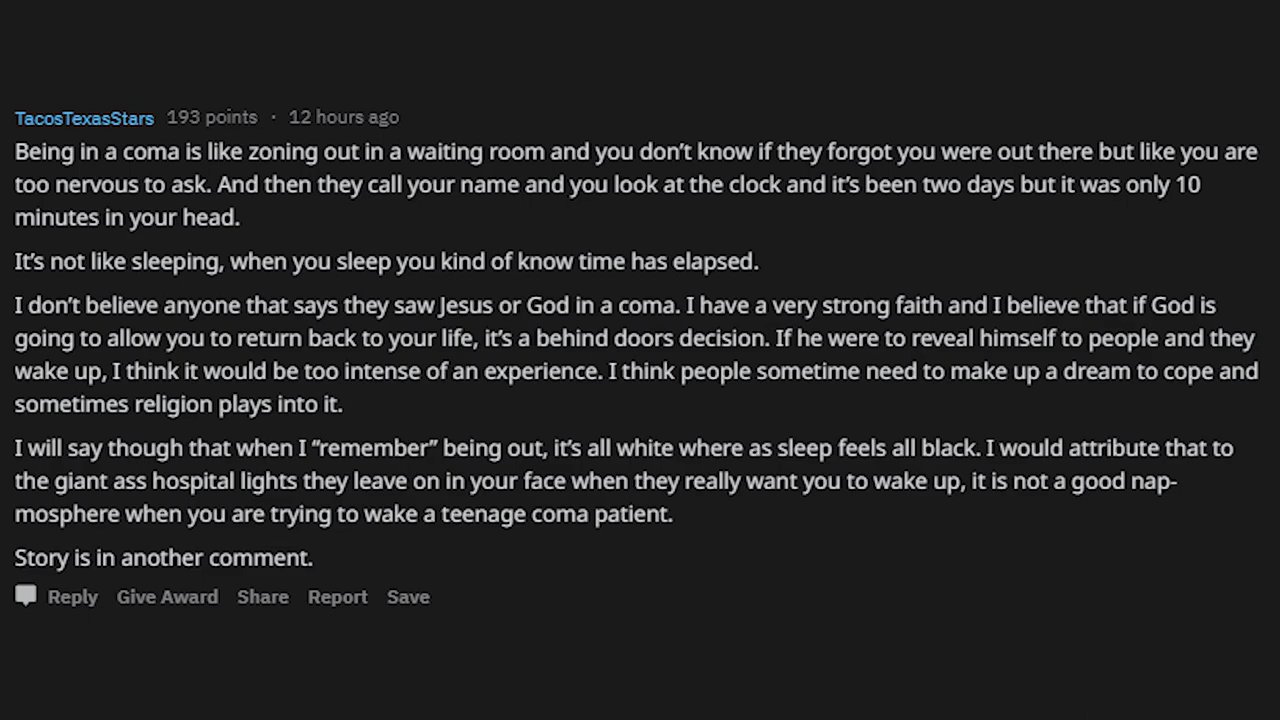 TacosTexasStars 193 points · 12 hours ago
Being in a coma is like zoning out in a waiting room and you don’t know if they forgot you were out there but like you are
too nervous to ask. And then they call your name and you look at the clock and it’s been two days but it was only 10
minutes in your head.
It’s not like sleeping, when you sleep you kind of know time has elapsed.
I don’t believe anyone that says they saw Jesus or God in a coma. I have a very strong faith and I believe that if God is
going to allow you to return back to your life, it’s a behind doors decision. If he were to reveal himself to people and they
wake up, I think it would be too intense of an experience. I think people sometime need to make up a dream to cope and
sometimes religion plays into it.
I will say though that when I “remember” being out, it’s all white where as sleep feels all black. I would attribute that to
the giant ass hospital lights they leave on in your face when they really want you to wake up, it is not a good nap-
mosphere when you are trying to wake a teenage coma patient.
Story is in another comment.
Reply Give Award Share Report Save